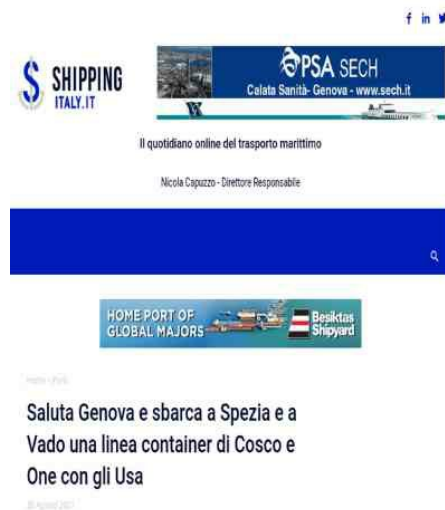 SHIPPING
ITALY.IT
PSA SECH
Calata Sanità- Genova - www.sech.it
Il quotidiano online del trasporto marittimo
Nicola Capuzzo - Direttore Responsabile
HOME PORT OF
GLOBAL MAJORS
Besiktas
Shipyard
Saluta Genova e sbarca a Spezia e a
Vado una linea container di Cosco e
One con gli Usa